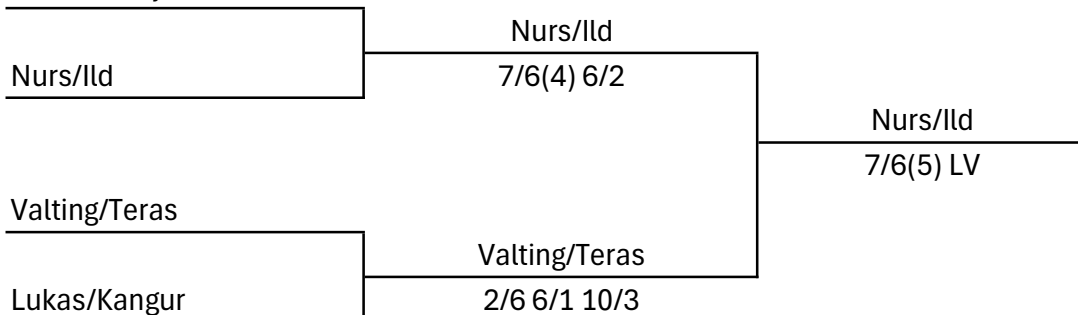 Nurs/Ild
Nurs/Ild
7/6(4) 6/2
Nurs/Ild
7/6(5) LV
Valting/Teras
Valting/Teras
Lukas/Kangur
2/6 6/1 10/3